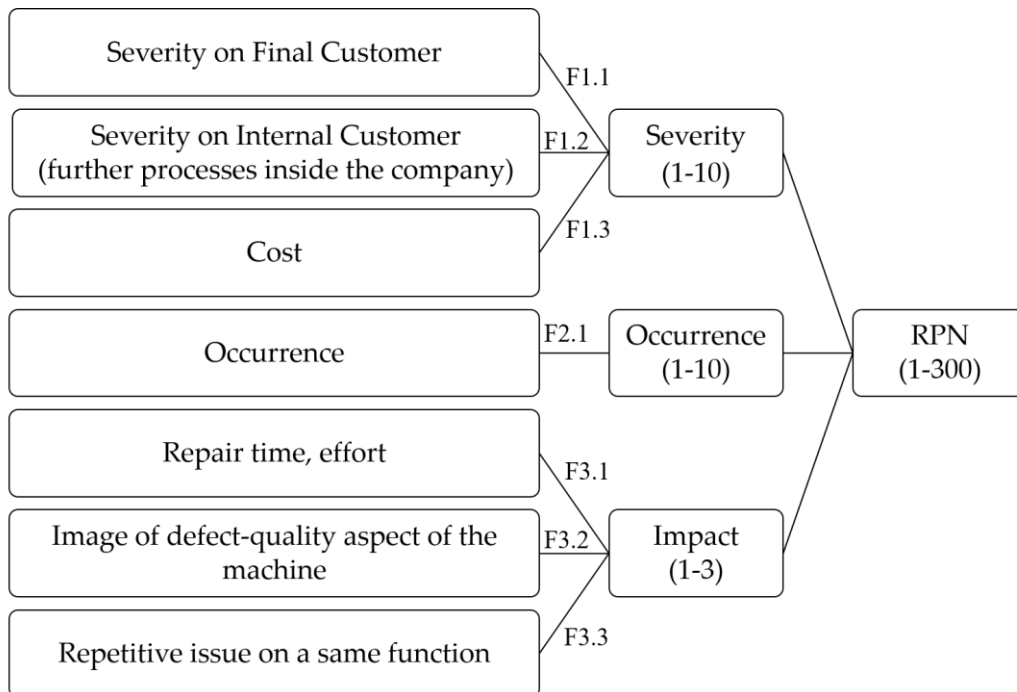 Severity on Final Customer
F1.1
Severity on Internal Customer
(further processes inside the company)
F1.2
Severity
(1-10)
Cost
F1.3
Occurrence
F2.1
Occurrence
(1-10)
RPN
(1-300)
Repair time, effort
F3.1
Image of defect-quality aspect of the
machine
F3.2
Impact
(1-3)
Repetitive issue on a same function
F3.3